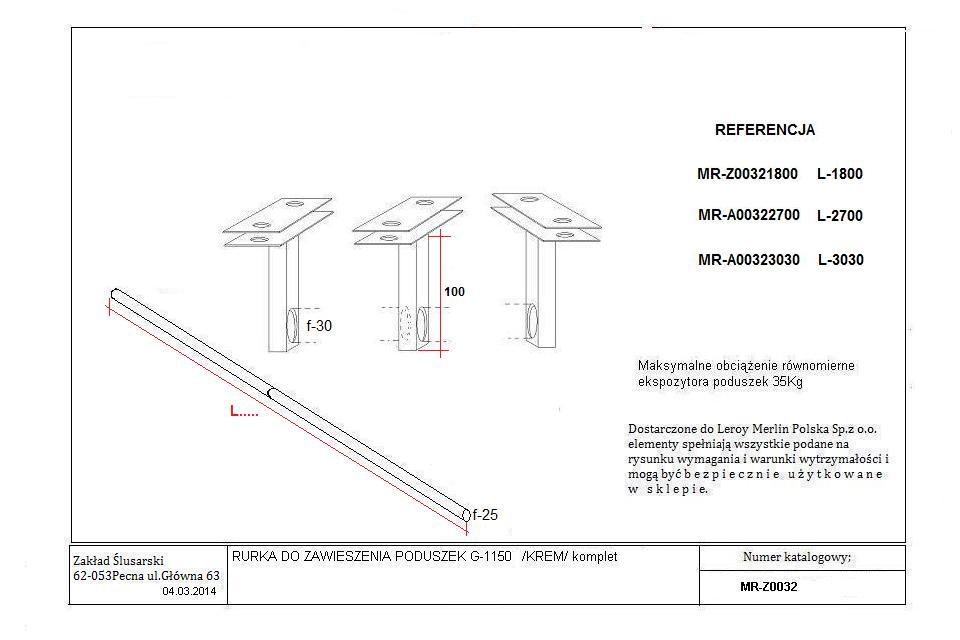 REFERENCJA
MR-Z00321800 L-1800
MR-A00322700 L-2700
MR-A00323030 L-3030
100
f-30
L.....
f-25
Maksymalne obciążenie równomierne
ekspozytora poduszek 35Kg
Dostarczone do Leroy Merlin Polska Sp.z o.o.
elementy spełniają wszystkie podane na
rysunku wymagania i warunki wytrzymałości i
mogą być b e z p i e c z n i e u ż y t k o w a n e
w s k l e p i e.
Zakład Ślusarski
62-053Pecna ul.Główna 63
04.03.2014
RURKA DO ZAWIESZENIA PODUSZEK G-1150 /KREM/ komplet
Numer katalogowy;
MR-Z0032